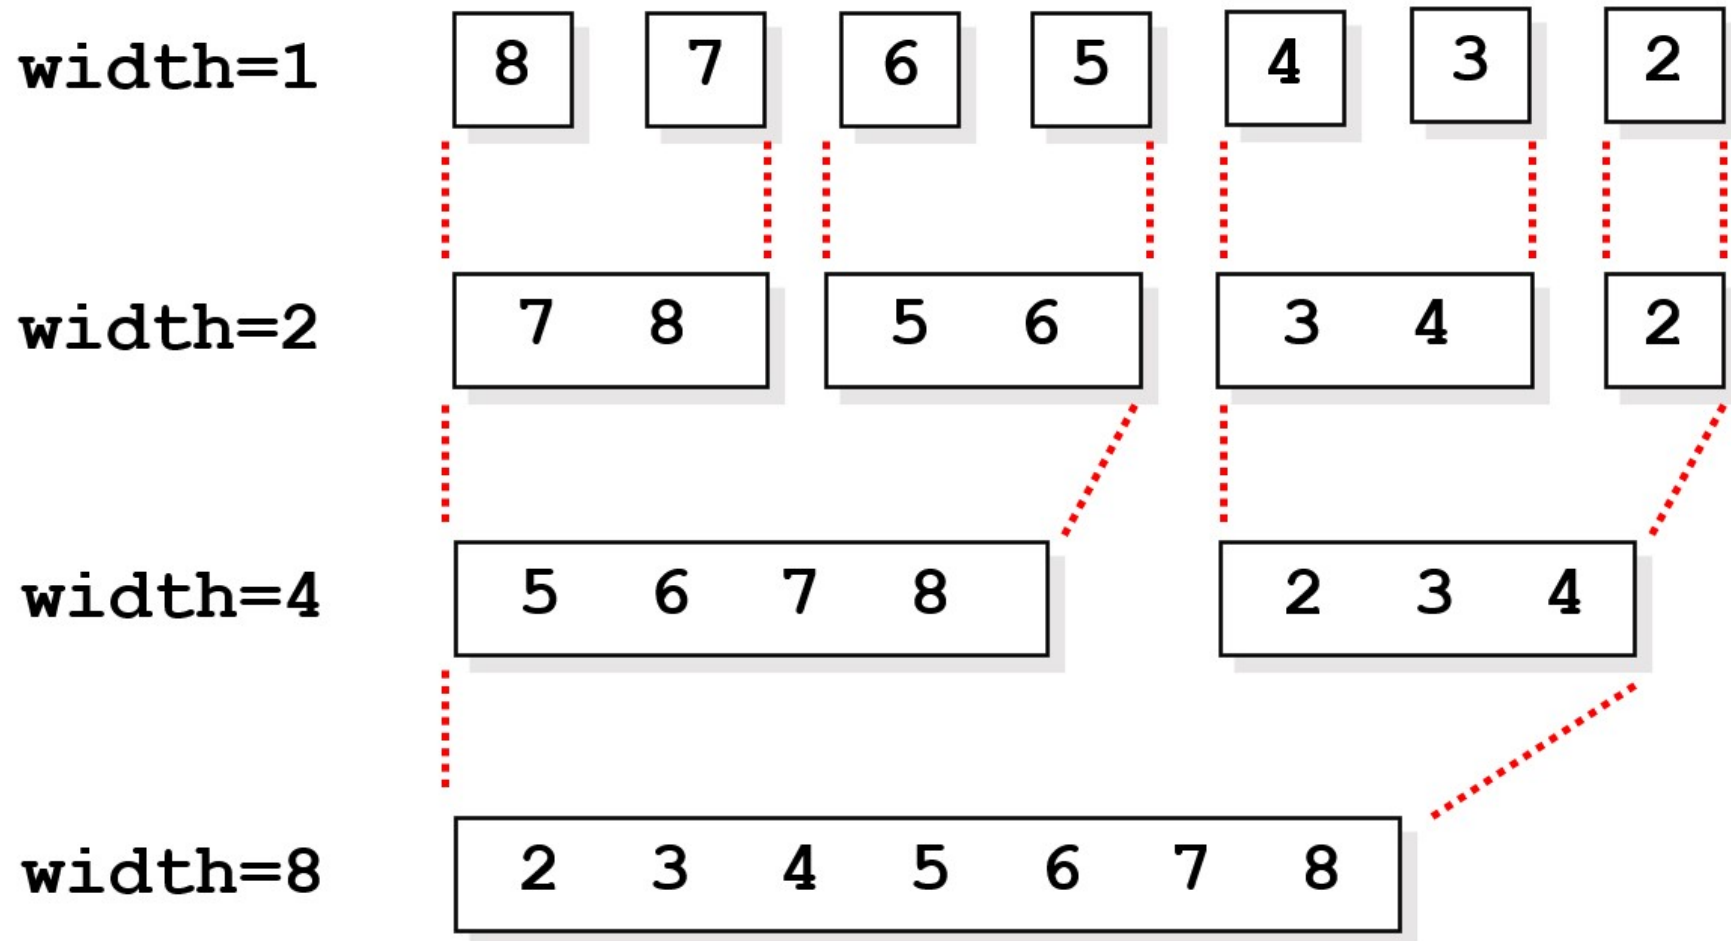 width=1 8 7 6 5 4 3 2
width=2 7 8 5 6 3 4 2
width=4 5 6 7 8 2 3 4
width=8 2 3 4 5 6 7 8